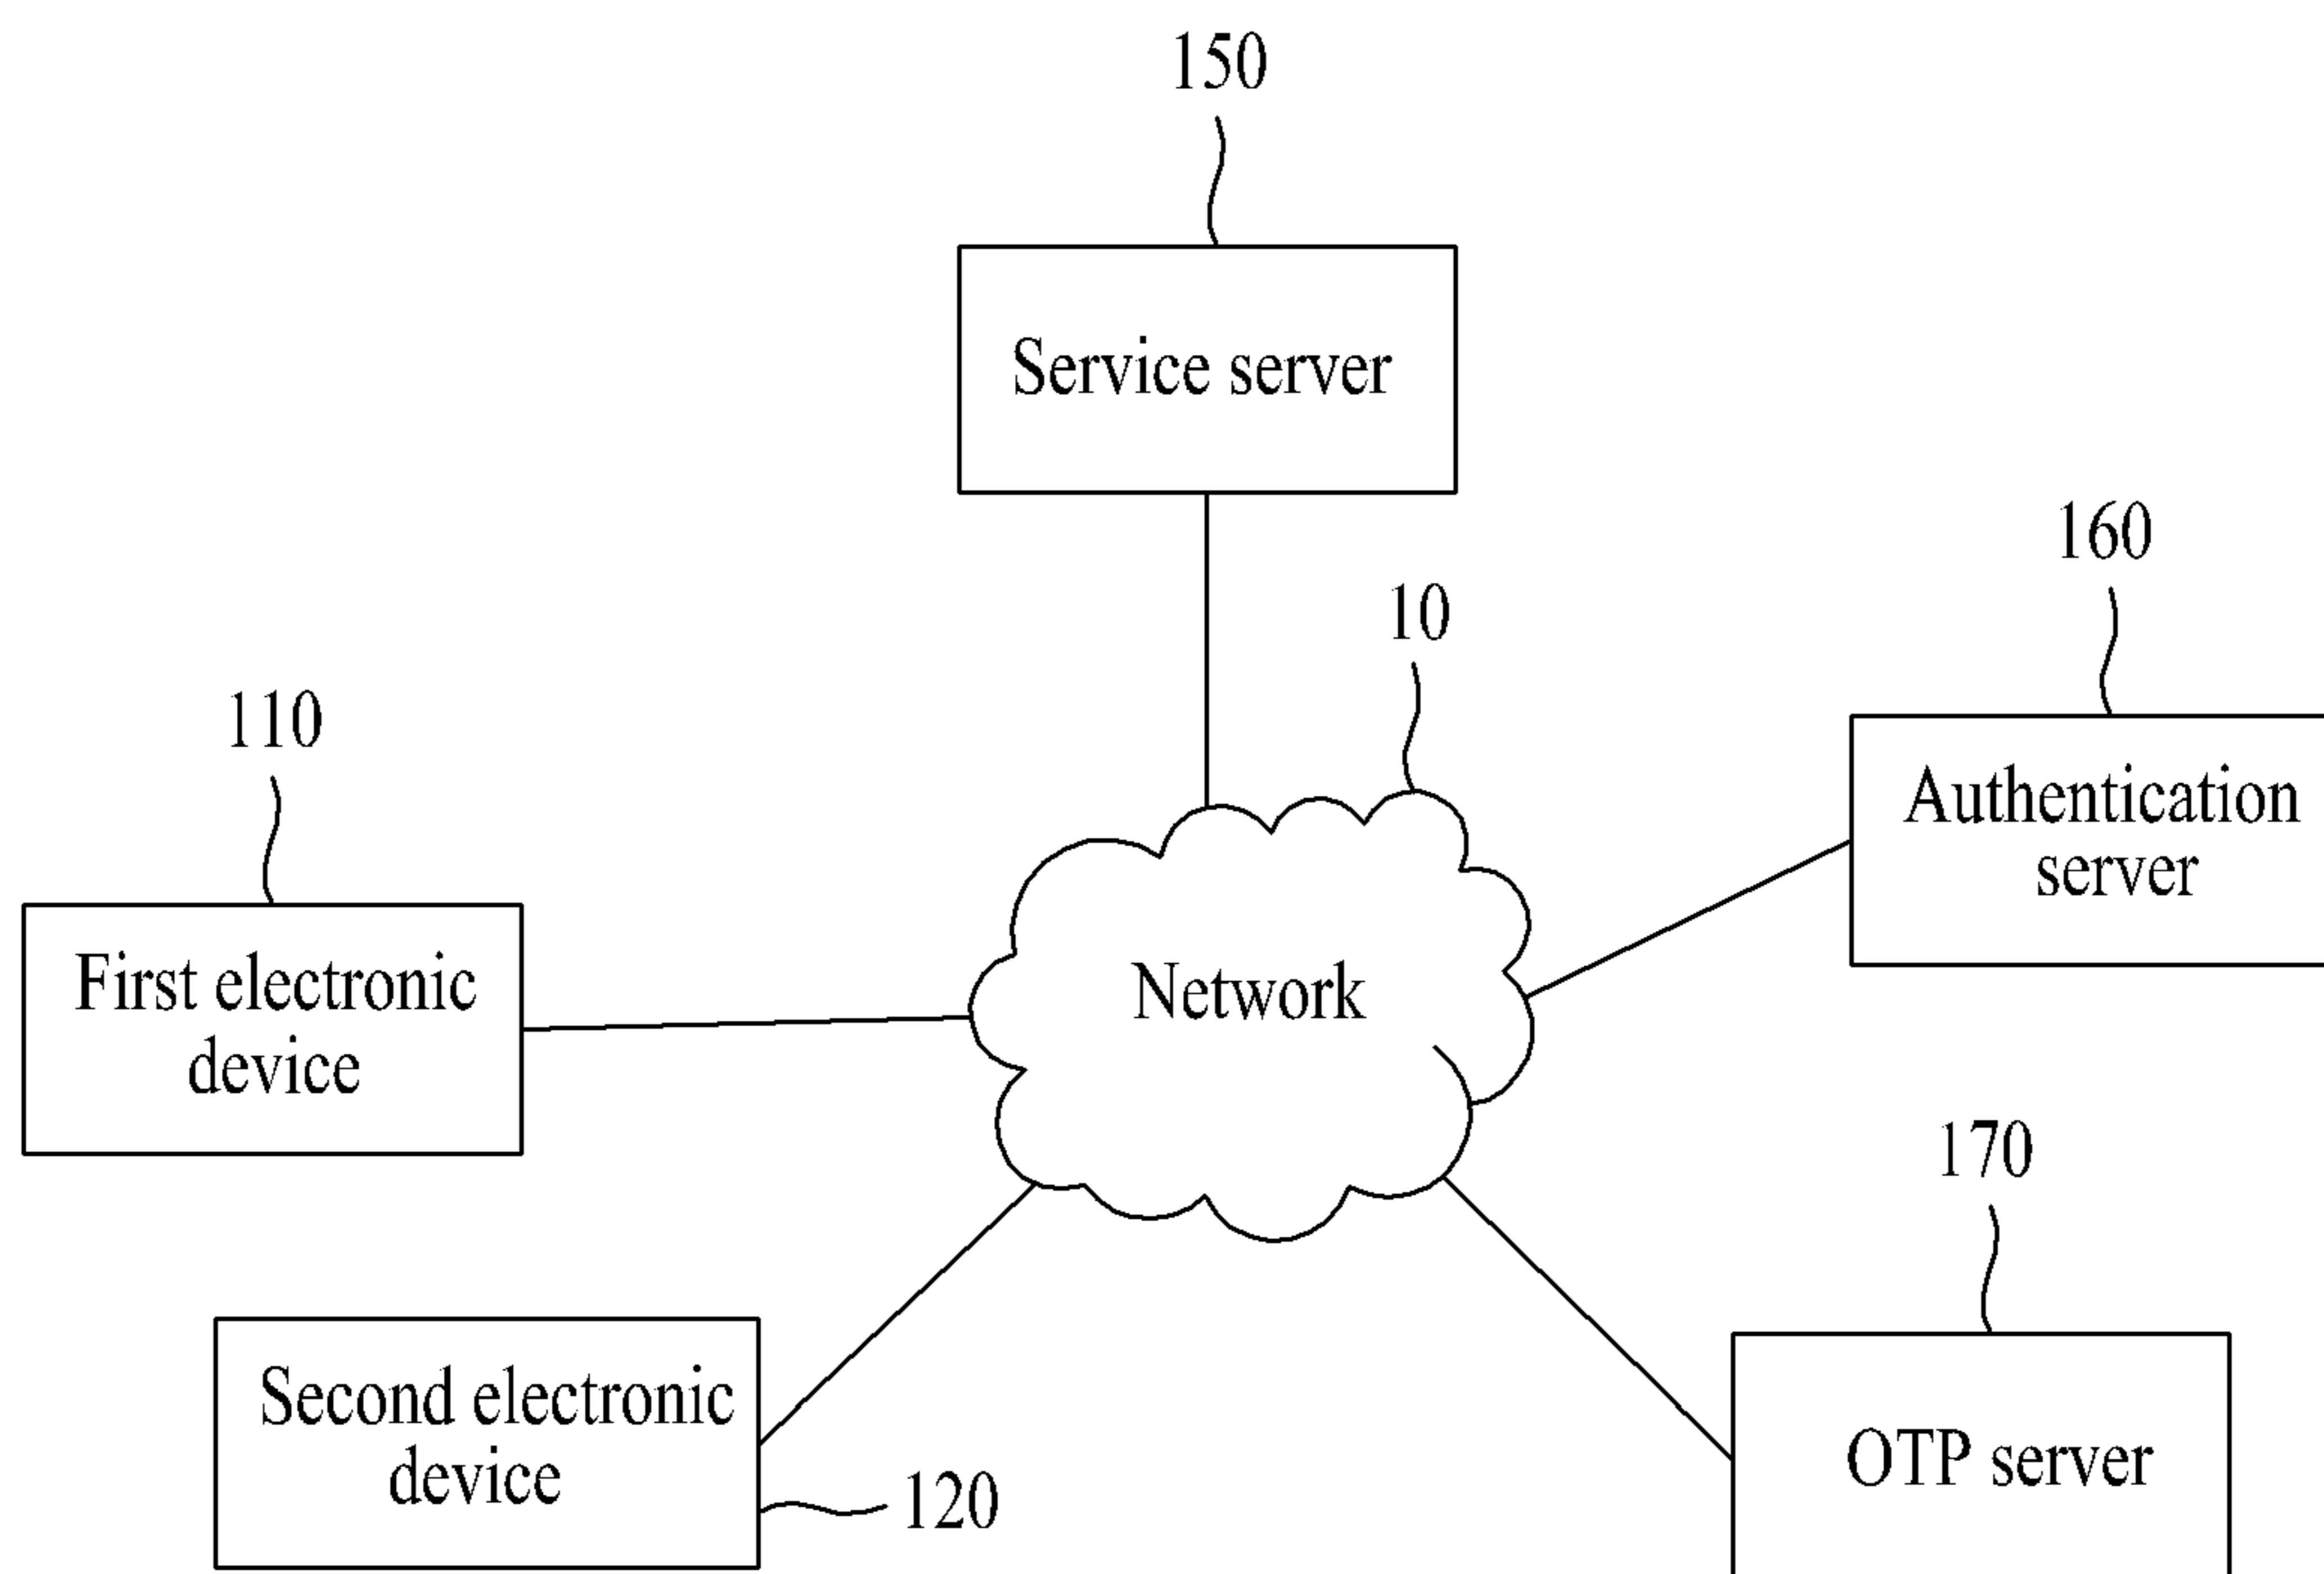 150
Service server
160
10
110
Authentication
server
First electronic
device
Network
170
Second electronic
device
120
OTP server